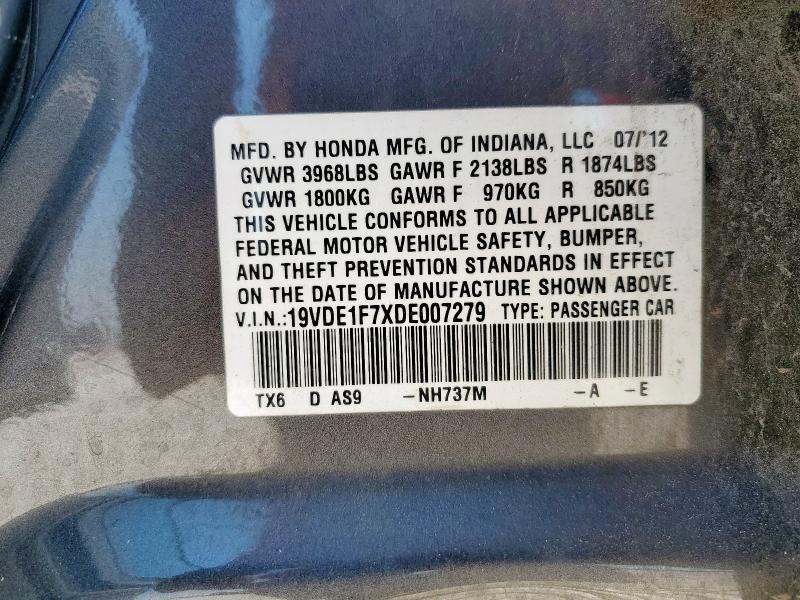 MFD. BY HONDA MFG. OF INDIANA, LLC 07/'12
GVWR 3968LBS GAWR F 2138LBS R 1874LBS
GVWR 1800KG GAWR F 970KG R 850KG
THIS VEHICLE CONFORMS TO ALL APPLICABLE
FEDERAL MOTOR VEHICLE SAFETY, BUMPER,
AND THEFT PREVENTION STANDARDS IN EFFECT
ON THE DATE OF MANUFACTURE SHOWN ABOVE.
V.I.N.:19VDE1F7XDE007279 TYPE: PASSENGER CAR
TX6 D AS9 -NH737M -A -E